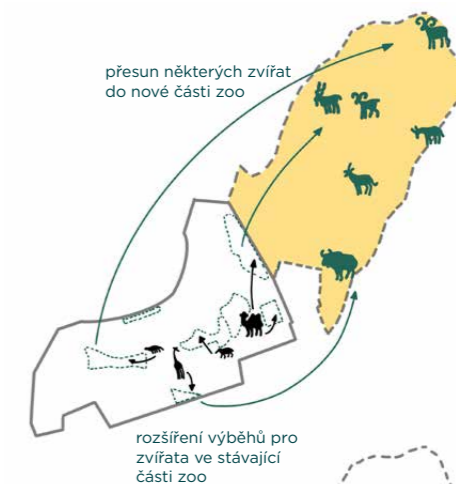 přesun některých zvířat
do nové části zoo
rozšíření výběhů pro
zvířata ve stávající
části zoo